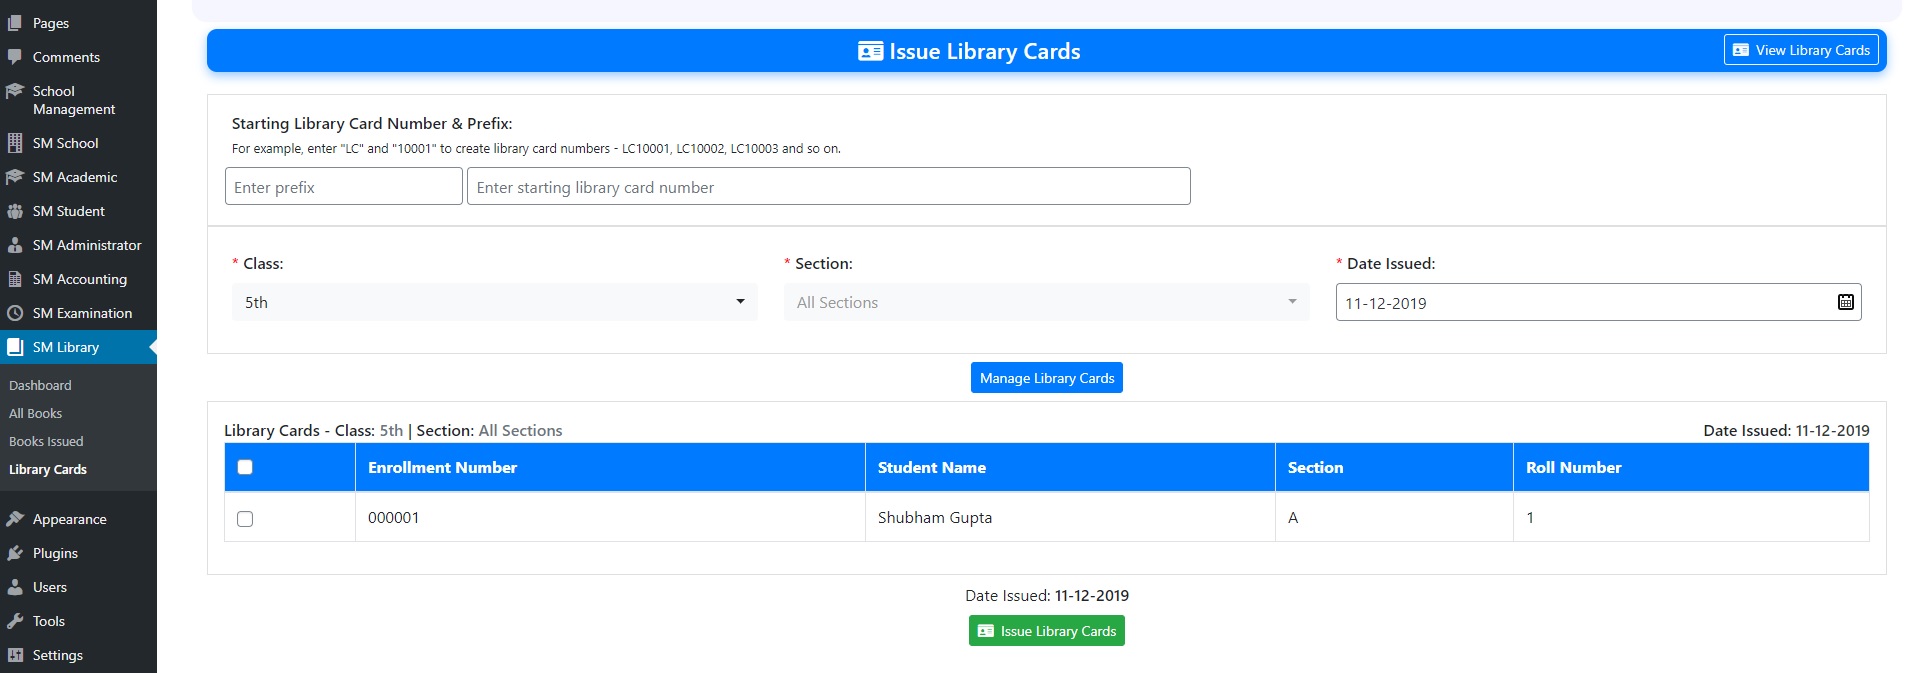 Pages
Comments
School
Management
SM School
SM Academic
SM Student
SM Administrator
SM Accounting
SM Examination
SM Library
Dashboard
All Books
Books Issued
Library Cards
Appearance
Plugins
Users
Tools
Settings
Issue Library Cards
View Library Cards
Starting Library Card Number & Prefix:
For example, enter "LC" and "10001" to create library card numbers - LC10001, LC10002, LC10003 and so on.
Enter prefix
Enter starting library card number
* Class:
5th
* Section:
All Sections
* Date Issued:
11-12-2019
Manage Library Cards
Library Cards - Class: 5th | Section: All Sections
Date Issued: 11-12-2019
Enrollment Number Student Name Section Roll Number
000001 Shubham Gupta A 1
Date Issued: 11-12-2019
Issue Library Cards